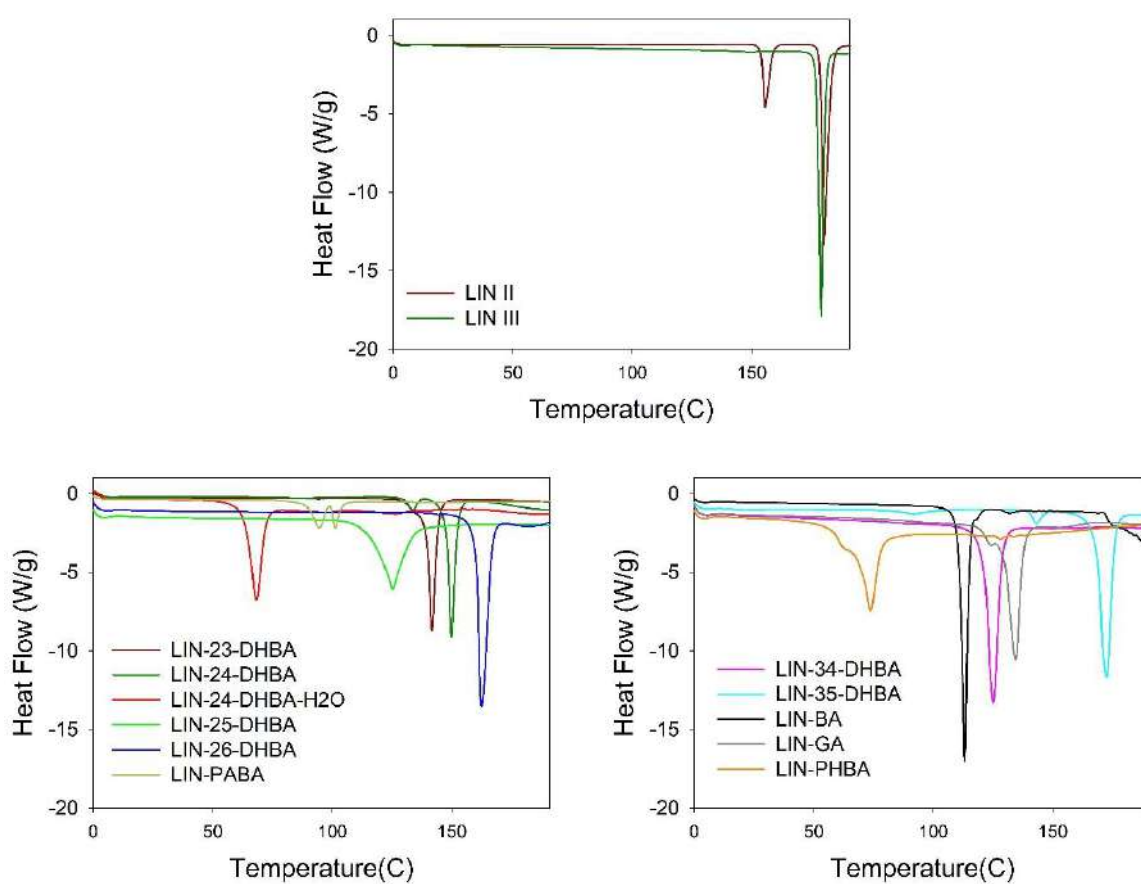 0
-5
-10
-15
-20
Heat Flow (W/g)
LIN II
LIN III
0 50 100 150
Temperature(C)
0
-5
-10
-15
-20
Heat Flow (W/g)
LIN-23-DHBA
LIN-24-DHBA
LIN-24-DHBA-H2O
LIN-25-DHBA
LIN-26-DHBA
LIN-PABA
0 50 100 150
Temperature(C)
0
-5
-10
-15
-20
Heat Flow (W/g)
LIN-34-DHBA
LIN-35-DHBA
LIN-BA
LIN-GA
LIN-PHBA
0 50 100 150
Temperature(C)